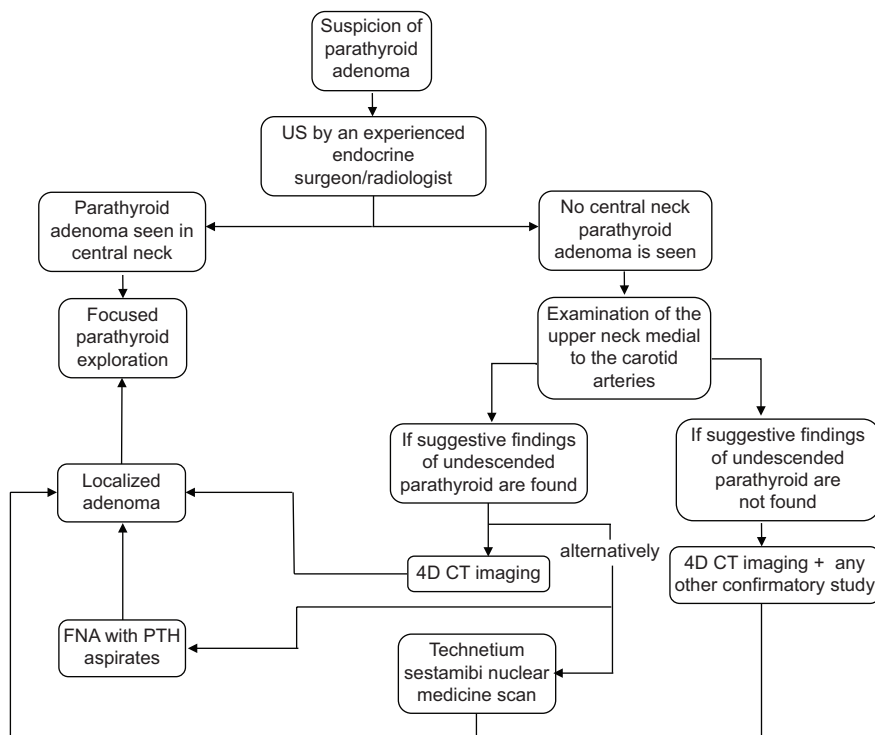 Suspicion of
parathyroid
adenoma
US by an experienced
endocrine
surgeon/radiologist
Parathyroid
adenoma seen in
central neck
No central neck
parathyroid
adenoma is seen
Focused
parathyroid
exploration
Examination of the
upper neck medial
to the carotid
arteries
If suggestive findings
of undescended
parathyroid are found
If suggestive findings
of undescended
parathyroid are
not found
Localized
adenoma
alternatively
4D CT imaging
4D CT imaging + any
other confirmatory study
FNA with PTH
aspirates
Technetium
sestamibi nuclear
medicine scan